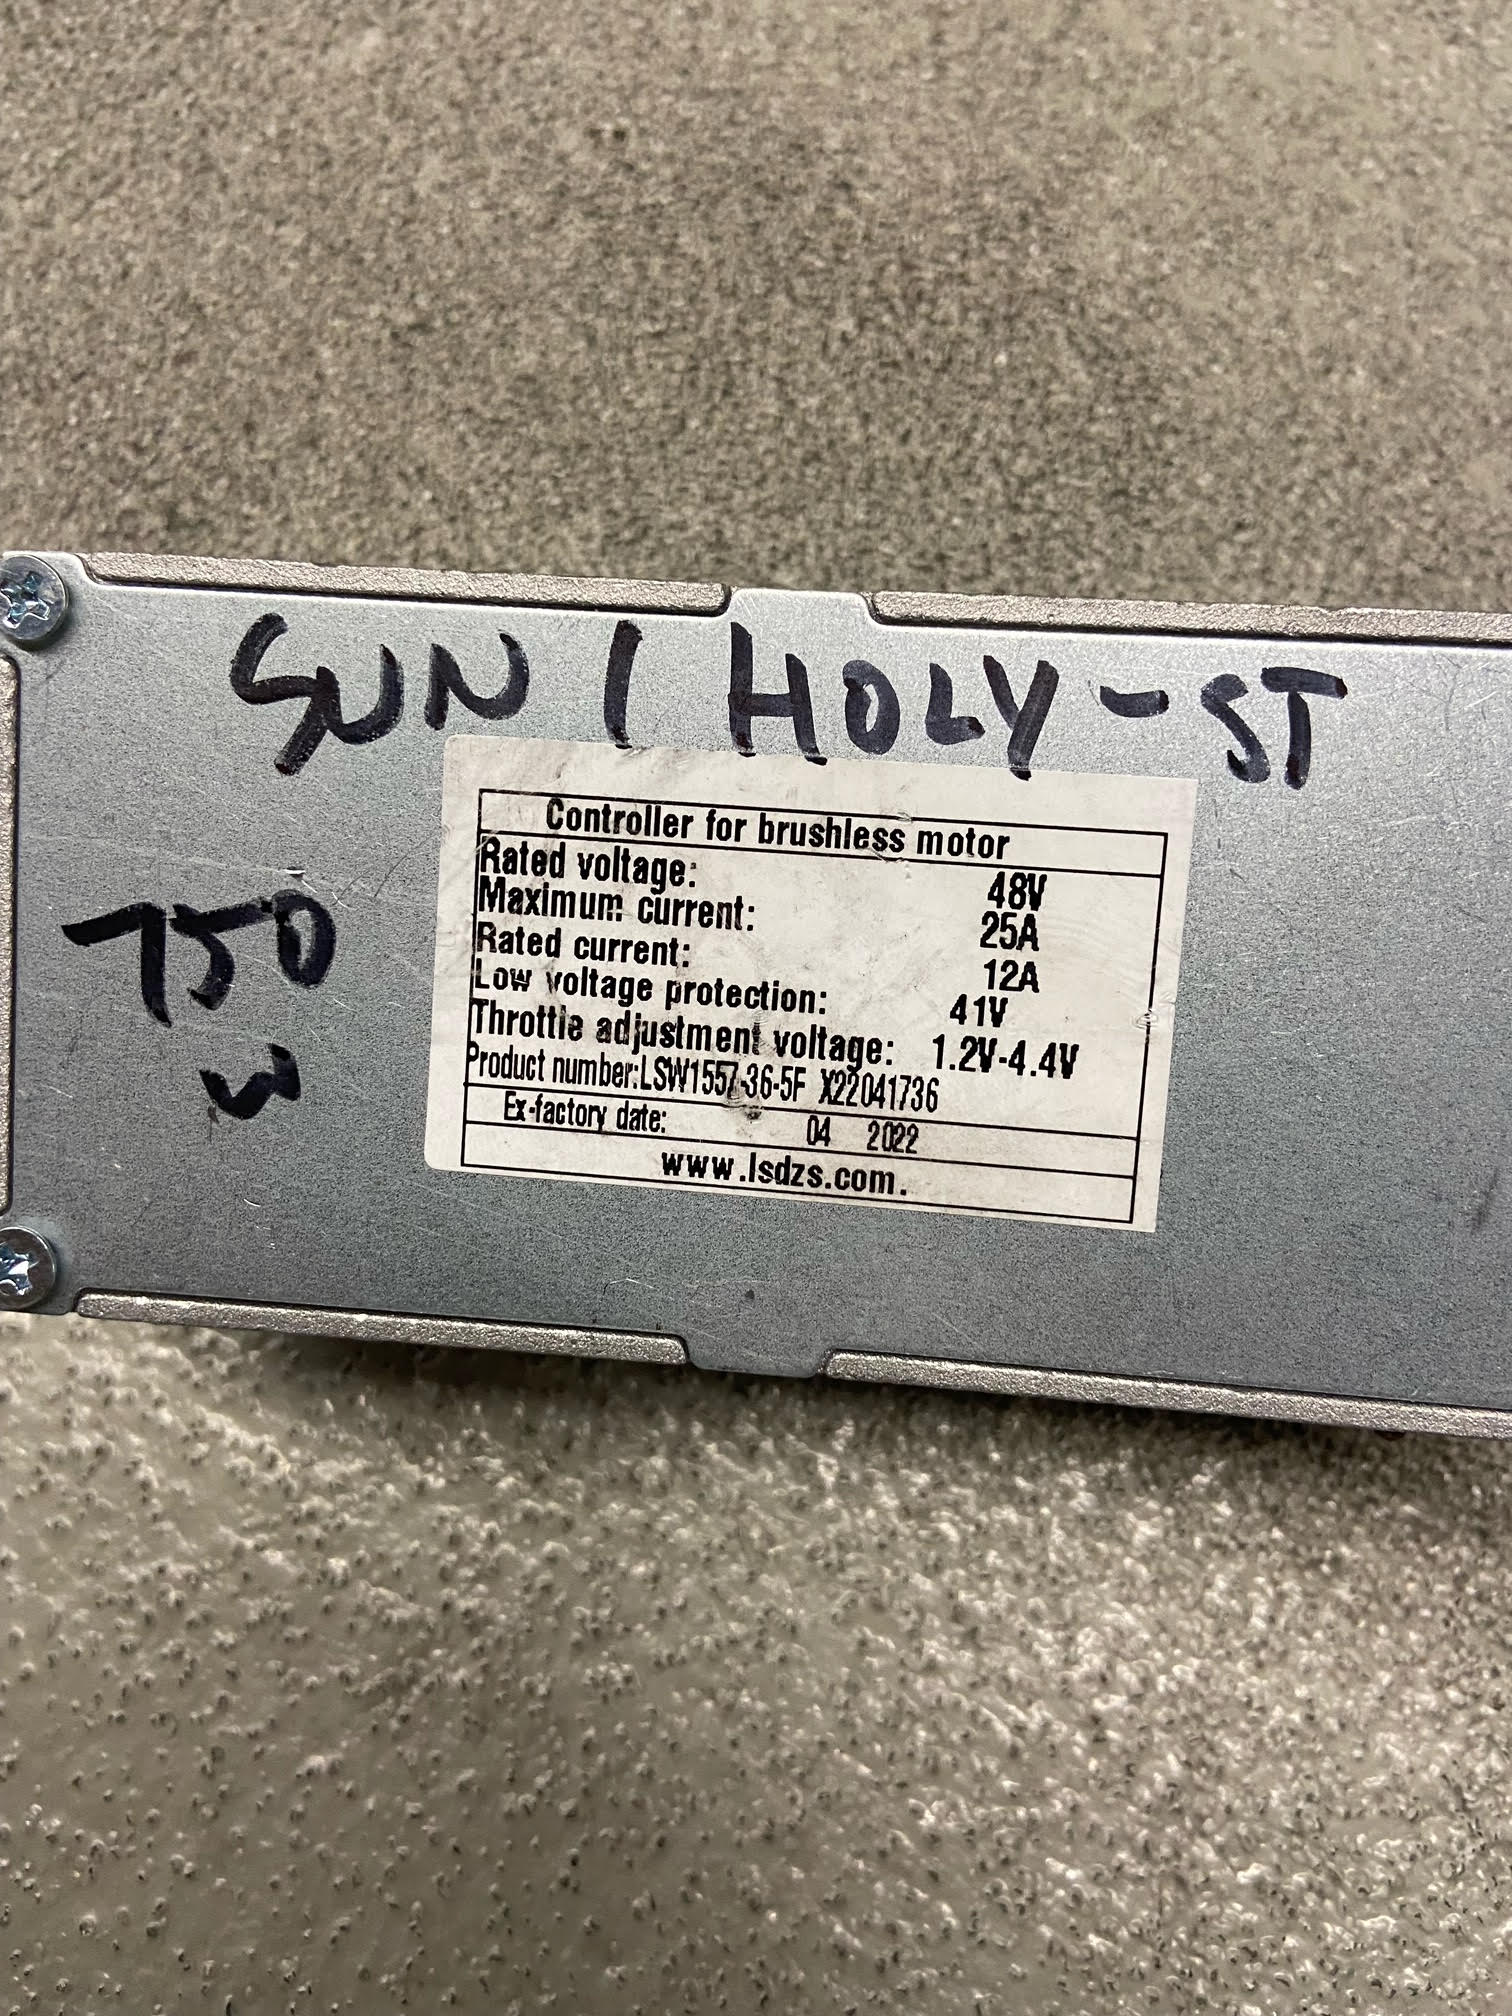 SUN / HOLY-ST
750
W
Controller for brushless motor
Rated voltage: 48V
Maximum current: 25A
Rated current: 12A
Low voltage protection: 41V
Throttle adjustment voltage: 1.2V-4.4V
Product number:LSW1557-36-5F X22041736
Ex-factory date: 04 2022
www.lsdzs.com.